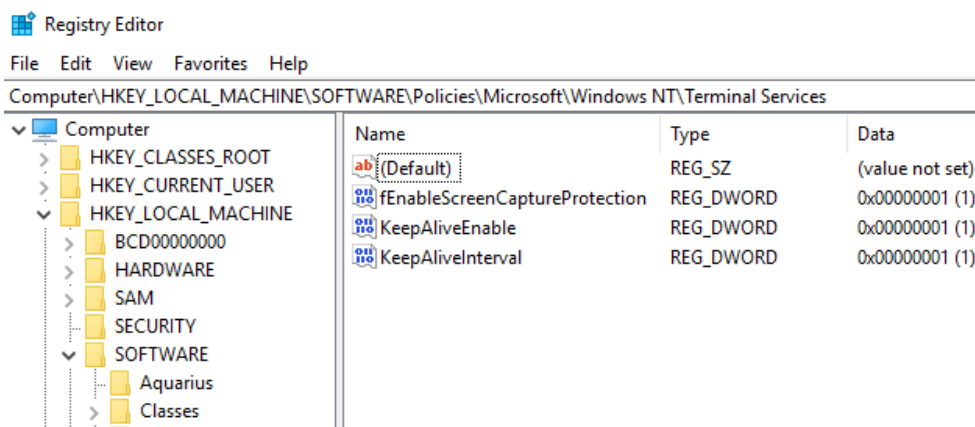 Registry Editor
File Edit View Favorites Help
Computer\HKEY_LOCAL_MACHINE\SOFTWARE\Policies\Microsoft\Windows NT\Terminal Services
Computer
HKEY_CLASSES_ROOT
HKEY_CURRENT_USER
HKEY_LOCAL_MACHINE
BCD00000000
HARDWARE
SAM
SECURITY
SOFTWARE
Aquarius
Classes
Name Type Data
(Default) REG_SZ (value not set)
fEnableScreenCaptureProtection REG_DWORD 0x00000001 (1)
KeepAliveEnable REG_DWORD 0x00000001 (1)
KeepAliveInterval REG_DWORD 0x00000001 (1)